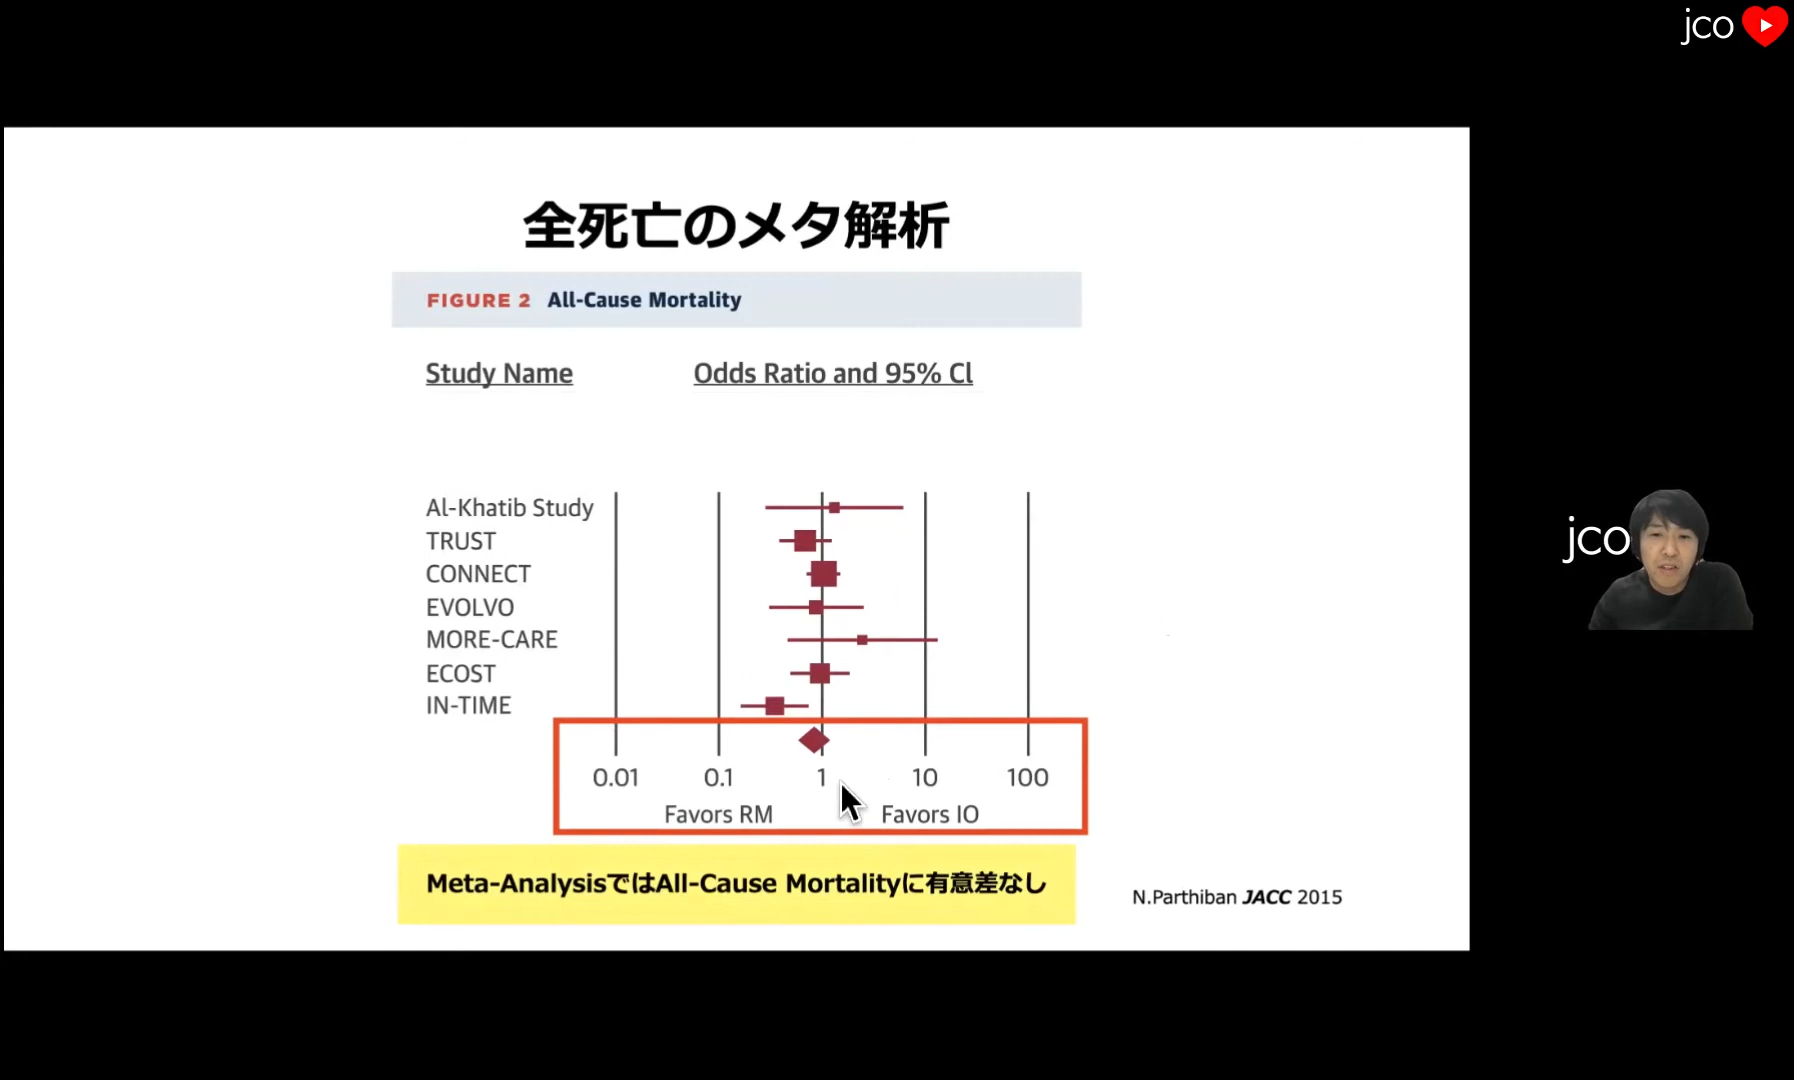 jco
全死亡のメタ解析
FIGURE 2 All-Cause Mortality
Study Name Odds Ratio and 95% Cl
Al-Khatib Study
TRUST
CONNECT
EVOLVO
MORE-CARE
ECOST
IN-TIME
0.01 0.1 1 10 100
Favors RM Favors IO
Meta-AnalysisではAll-Cause Mortalityに有意差なし
N.Parthiban JACC 2015
jco